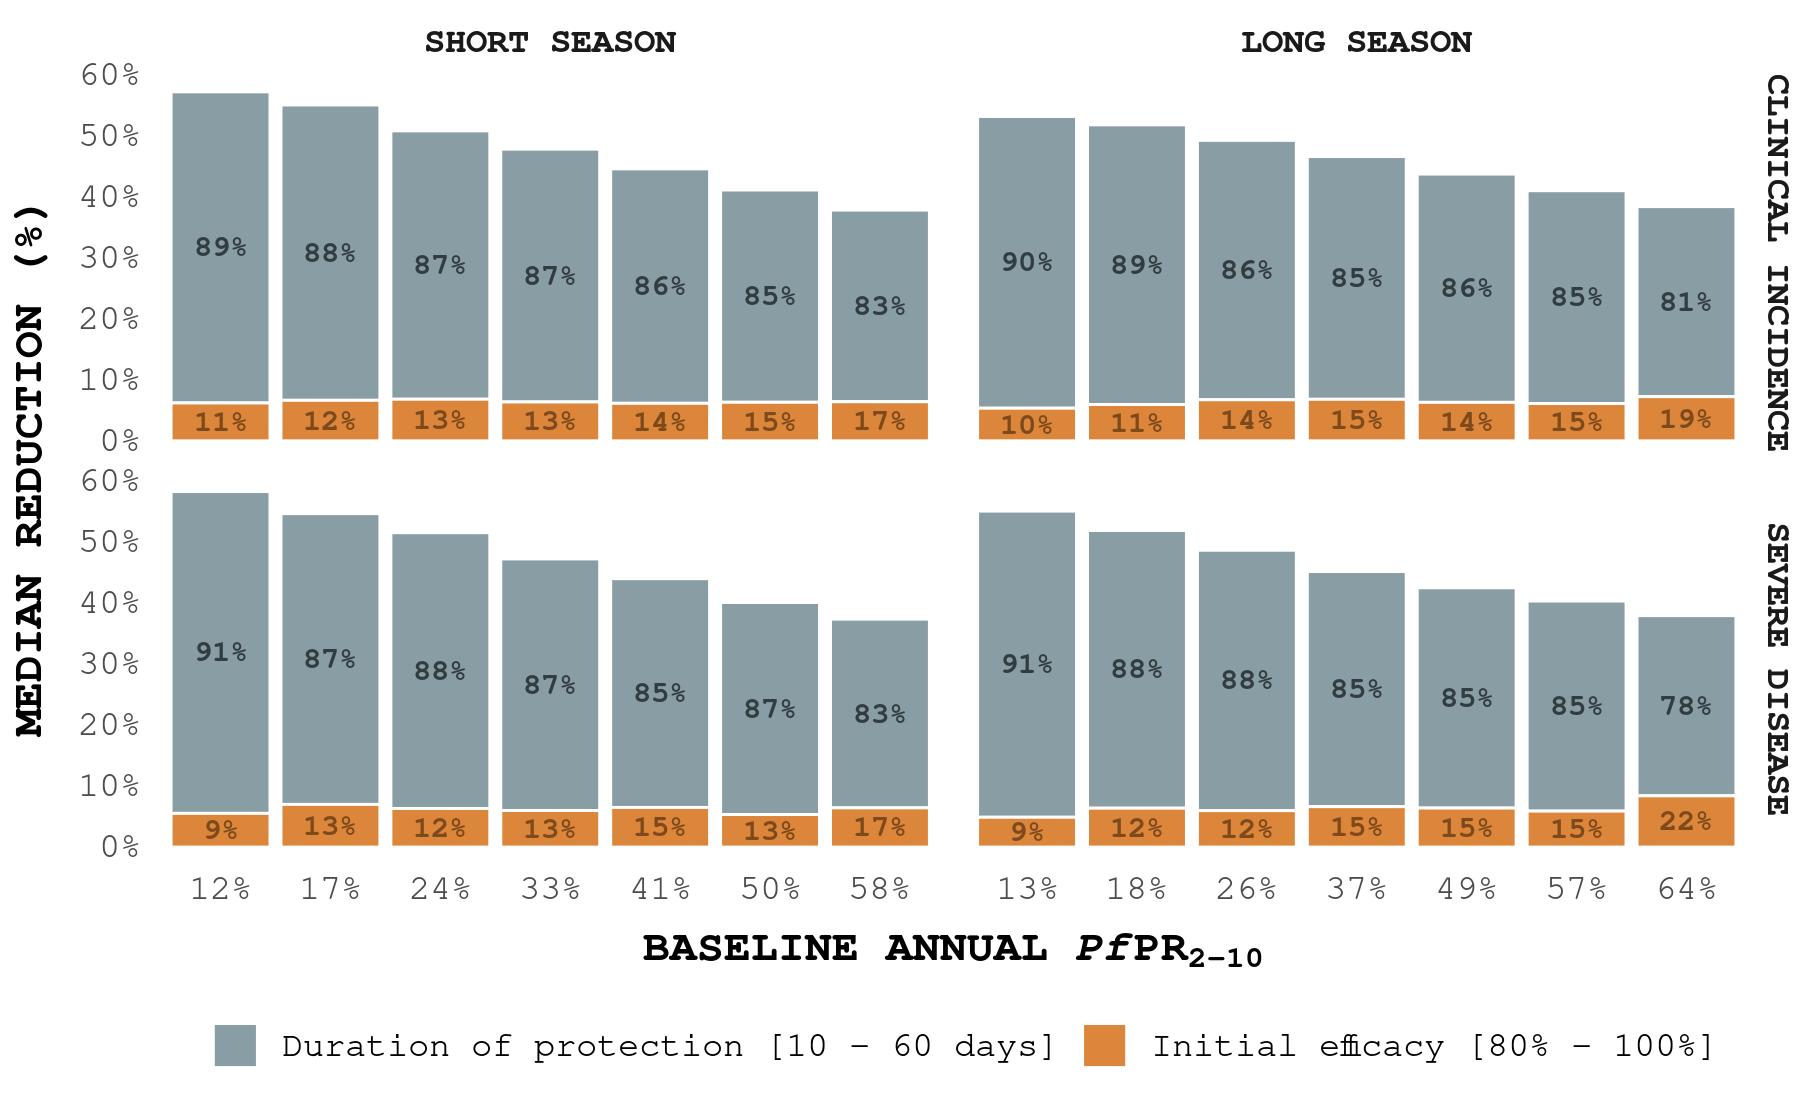 SHORT SEASON LONG SEASON
MEDIAN REDUCTION (%)
60%
50%
40%
30%
20%
10%
0%
89% 88% 87% 87% 86% 85% 83%
11% 12% 13% 13% 14% 15% 17%
90% 89% 86% 85% 86% 85% 81%
10% 11% 14% 15% 14% 15% 19%
CLINICAL INCIDENCE
60%
50%
40%
30%
20%
10%
0%
91% 87% 88% 87% 85% 87% 83%
9% 13% 12% 13% 15% 13% 17%
91% 88% 88% 85% 85% 85% 78%
9% 12% 12% 15% 15% 15% 22%
SEVERE DISEASE
12% 17% 24% 33% 41% 50% 58% 13% 18% 26% 37% 49% 57% 64%
BASELINE ANNUAL PfPR2–10
Duration of protection [10 – 60 days] Initial efficacy [80% – 100%]